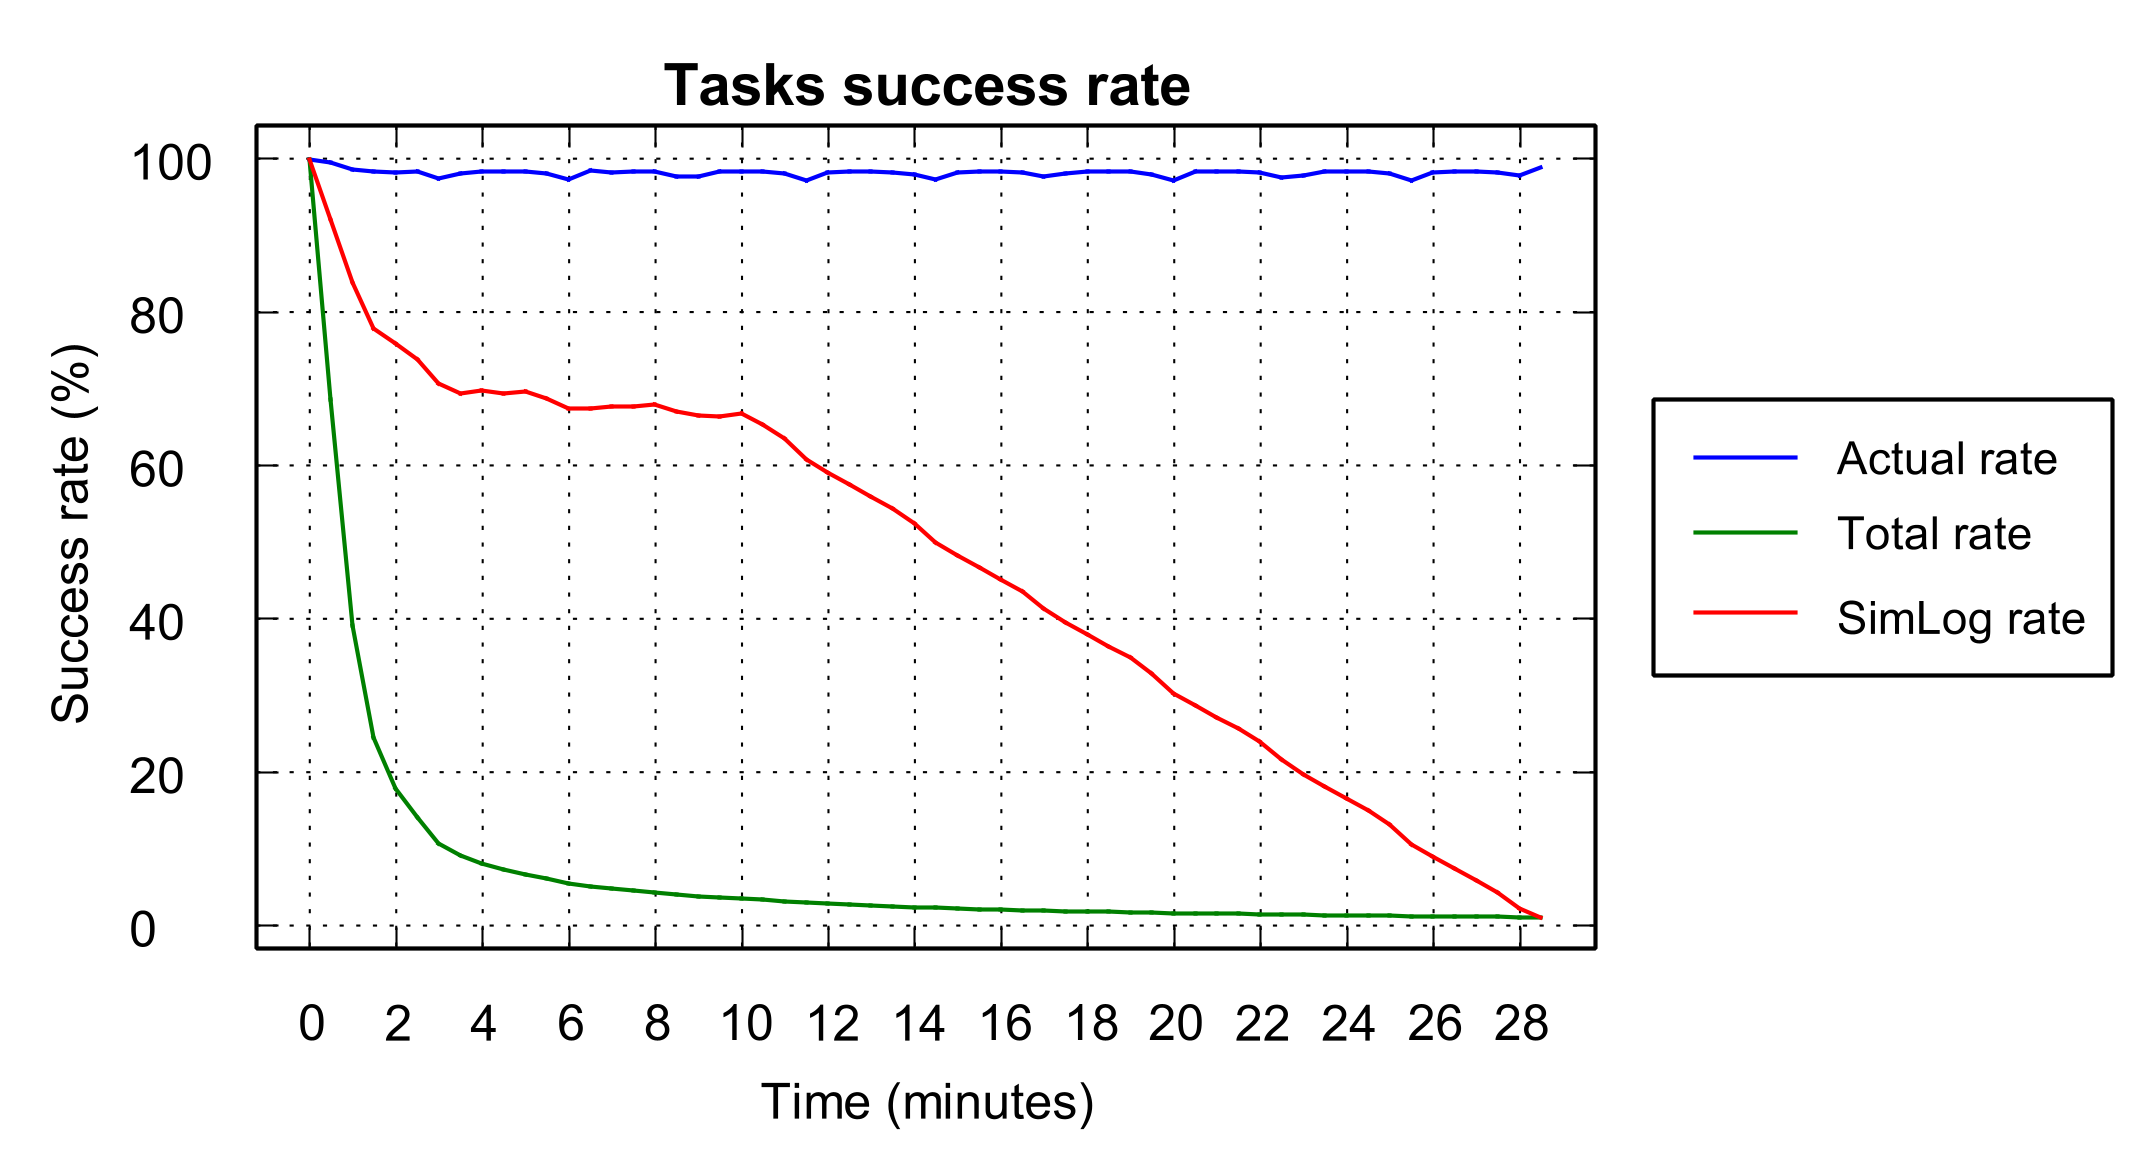 Tasks success rate
Success rate (%)
100
80
60
40
20
0
0 2 4 6 8 10 12 14 16 18 20 22 24 26 28
Time (minutes)
Actual rate
Total rate
SimLog rate